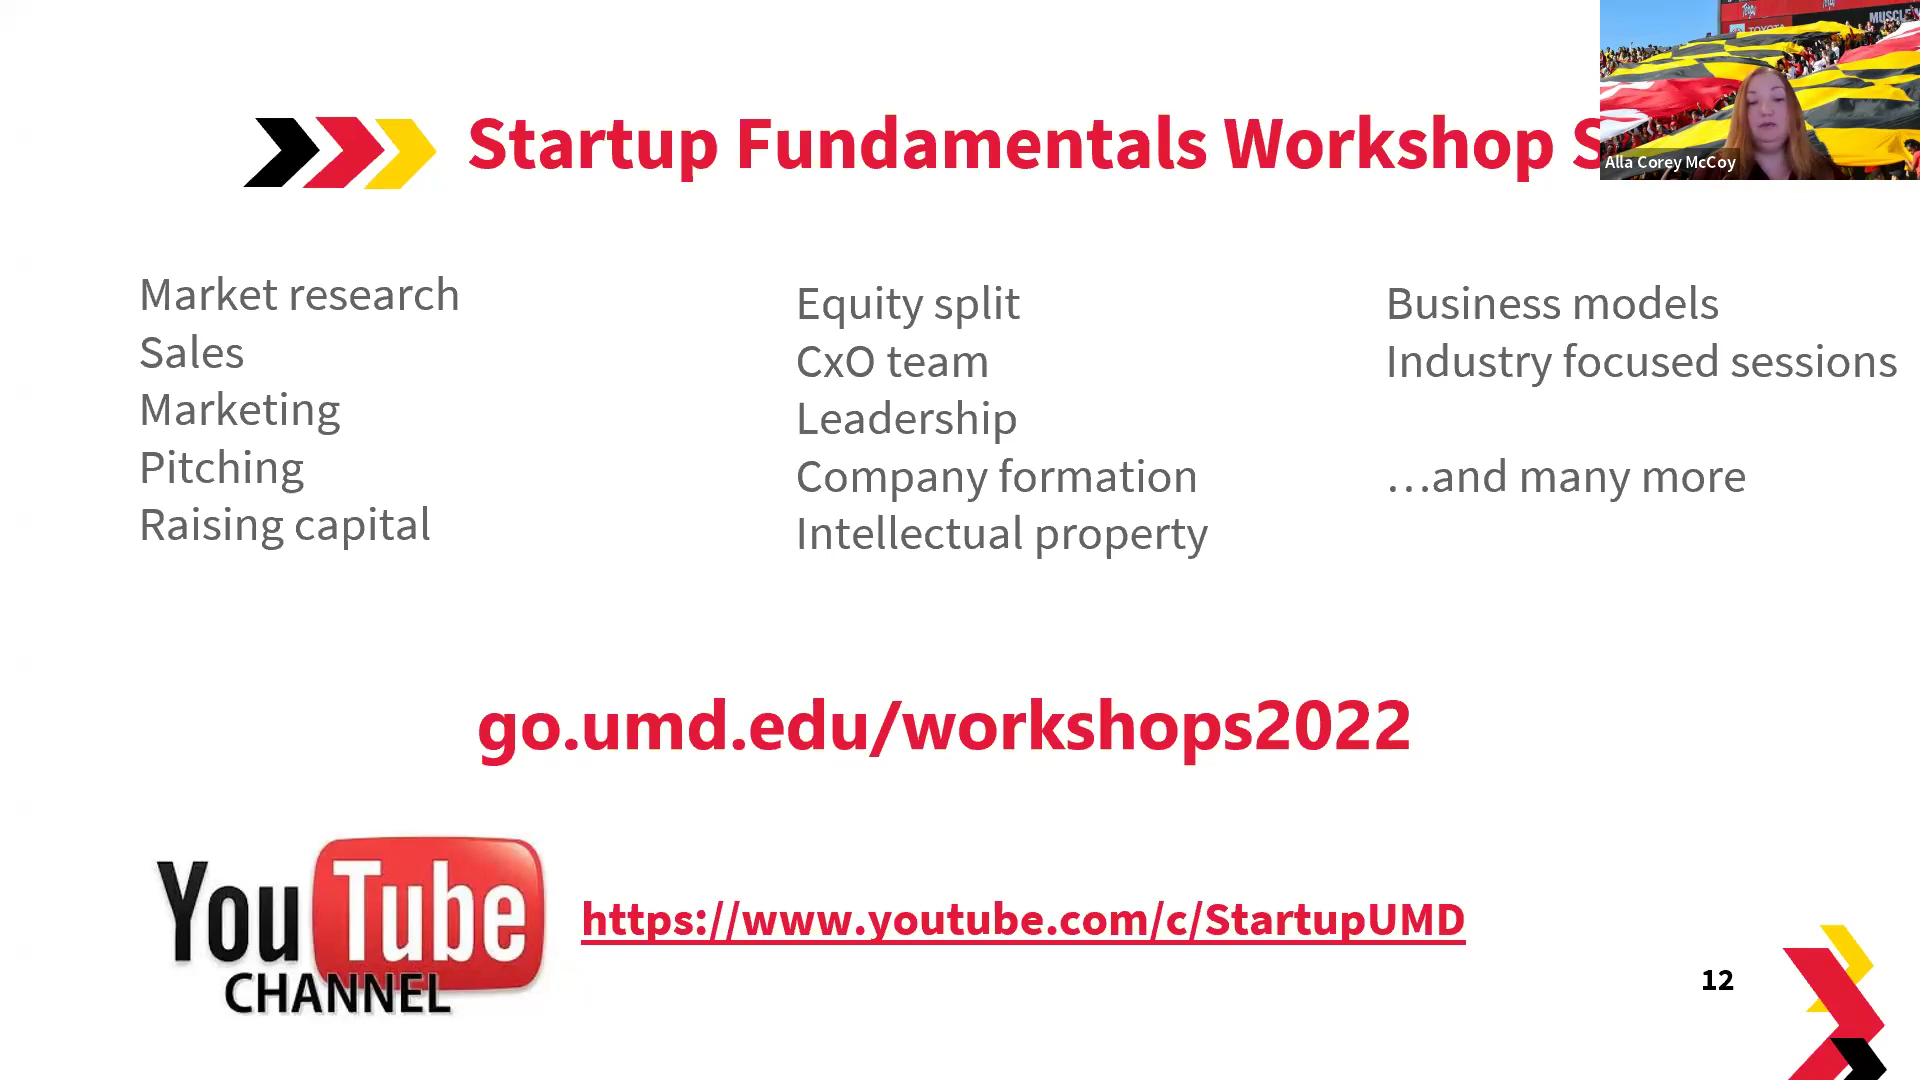 Startup Fundamentals Workshop S
MUSCLE
TOYOTA
Alla Corey McCoy
Market research
Sales
Marketing
Pitching
Raising capital
Equity split
CxO team
Leadership
Company formation
Intellectual property
Business models
Industry focused sessions
...and many more
go.umd.edu/workshops2022
YouTube
CHANNEL
https://www.youtube.com/c/StartupUMD
12